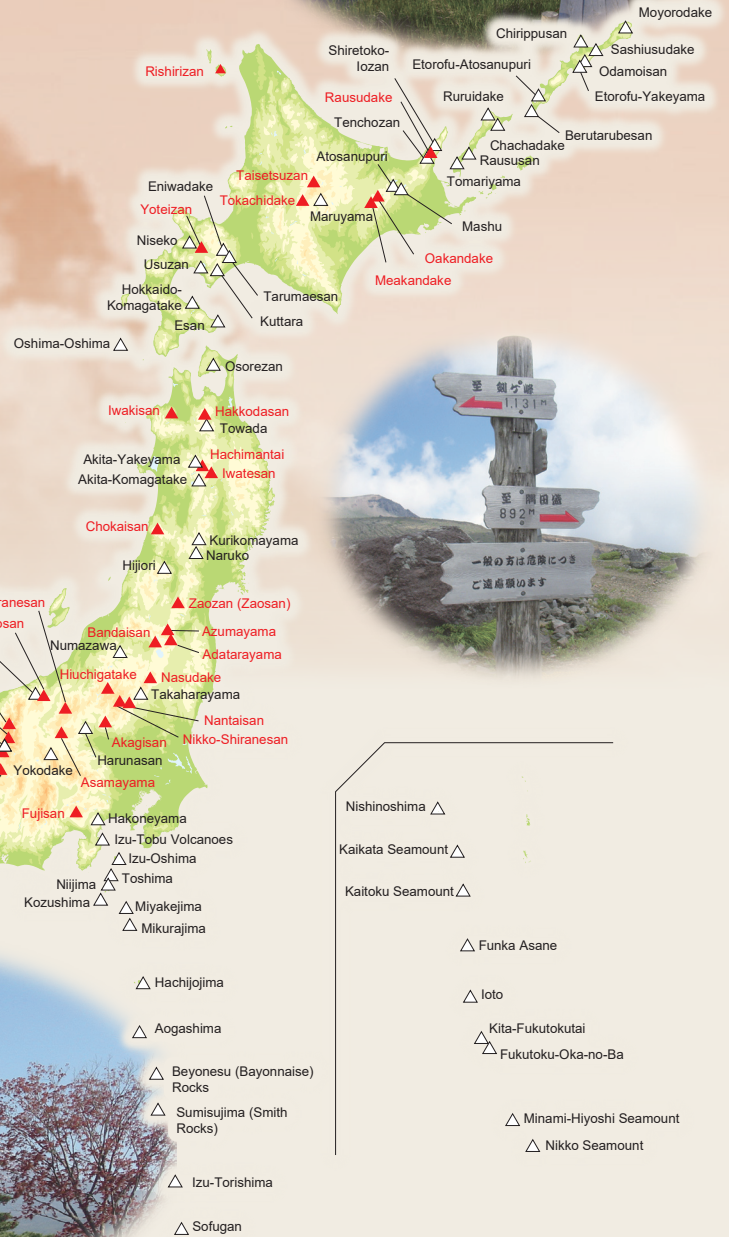 Moyorodake
Chirippusan
Sashiusudake
Shiretoko-
Iozan
Etorofu-Atosanupuri
Odamoisan
Rishirizan
Etorofu-Yakeyama
Rausudake
Ruruidake
Tenchozan
Berutarubesan
Chachadake
Atosanupuri
Raususan
Taisetsuzan
Tomariyama
Eniwadake
Tokachidake
Maruyama
Yoteizan
Mashu
Niseko
Oakandake
Usuzan
Meakandake
Hokkaido-
Komagatake
Tarumaesan
Esan
Kuttara
Oshima-Oshima
Osorezan
至 剣ヶ峰
1,131M
Iwakisan
Hakkodasan
Towada
Akita-Yakeyama
Hachimantai
Akita-Komagatake
Iwatesan
至 隅田盛
892M
Chokaisan
Kurikomayama
Naruko
Hijiori
一般の方は危険につき
ご遠慮願います
Zaozan (Zaosan)
ranesan
osan
Bandaisan
Azumayama
Numazawa
Adatarayama
Hiuchigatake
Nasudake
Takaharayama
Nantaisan
Nikko-Shiranesan
Akagisan
Harunasan
Yokodake
Asamayama
Fujisan
Hakoneyama
Nishinoshima
Izu-Tobu Volcanoes
Kaikata Seamount
Izu-Oshima
Toshima
Niijima
Kaitoku Seamount
Kozushima
Miyakejima
Mikurajima
Funka Asane
Hachijojima
Ioto
Aogashima
Kita-Fukutokutai
Fukutoku-Oka-no-Ba
Beyonesu (Bayonnaise)
Rocks
Sumisujima (Smith
Rocks)
Minami-Hiyoshi Seamount
Nikko Seamount
Izu-Torishima
Sofugan